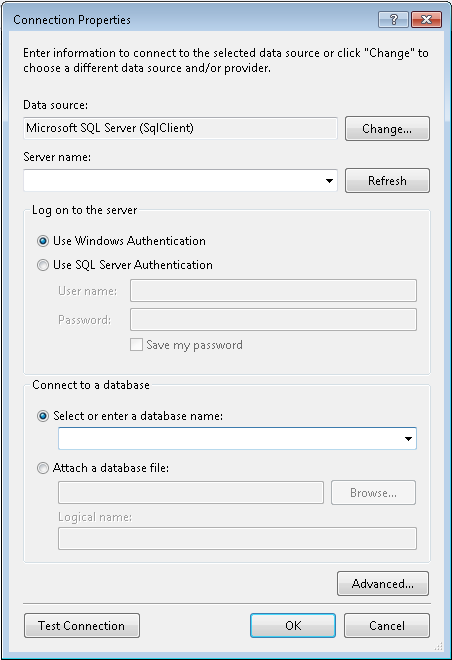 Connection Properties
Enter information to connect to the selected data source or click "Change" to
choose a different data source and/or provider.
Data source:
Microsoft SQL Server (SqlClient)
Change...
Server name:
Refresh
Log on to the server
Use Windows Authentication
Use SQL Server Authentication
User name:
Password:
Save my password
Connect to a database
Select or enter a database name:
Attach a database file:
Browse...
Logical name:
Advanced...
Test Connection
OK
Cancel